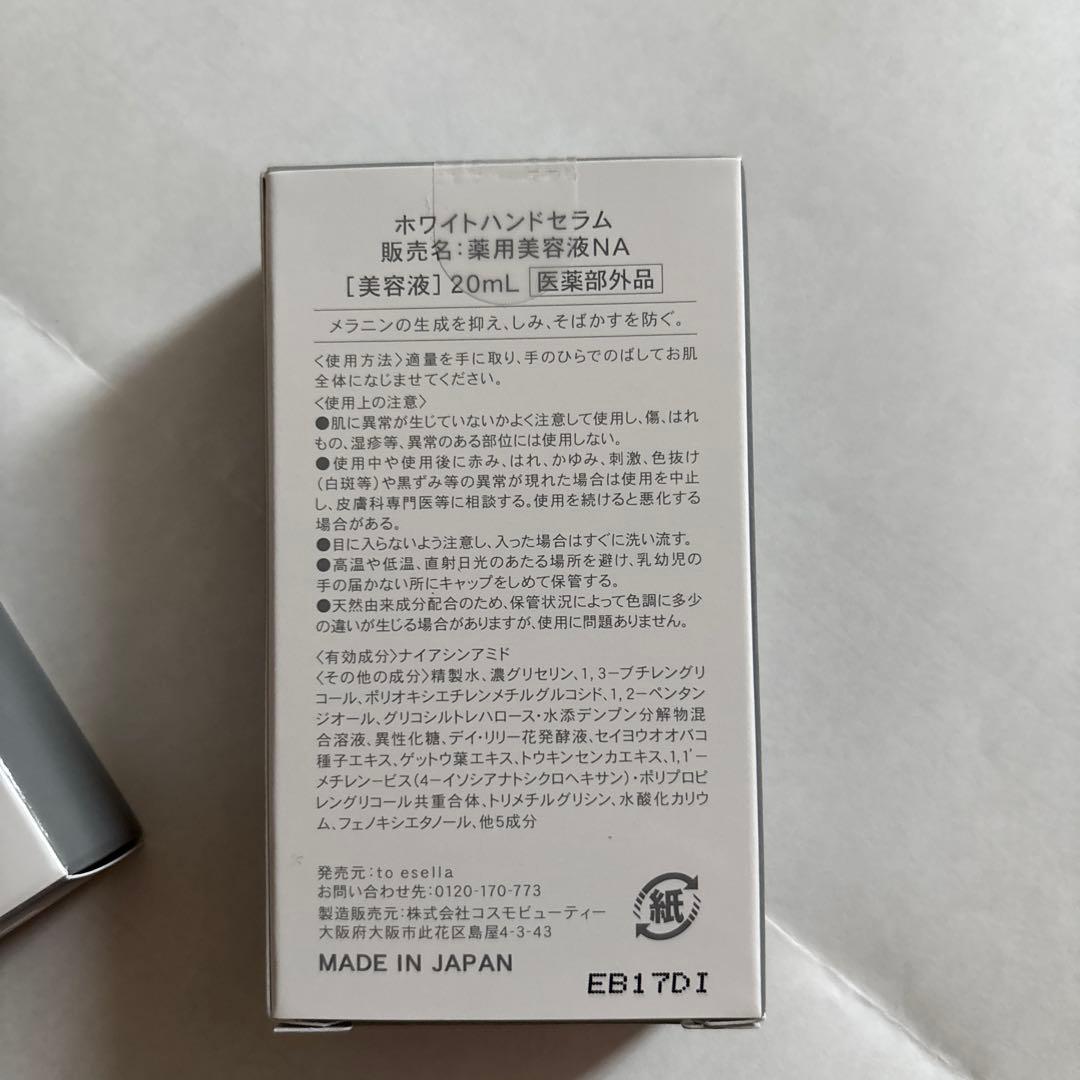 ホワイトハンドセラム
販売名:薬用美容液NA
[美容液] 20mL 医薬部外品
メラニンの生成を抑え、しみ、そばかすを防ぐ。
〈使用方法〉適量を手に取り、手のひらでのばしてお肌
全体になじませてください。
〈使用上の注意〉
●肌に異常が生じていないかよく注意して使用し、傷、はれ
もの、湿疹等、異常のある部位には使用しない。
●使用中や使用後に赤み、はれ、かゆみ、刺激、色抜け
(白斑等)や黒ずみ等の異常が現れた場合は使用を中止
し、皮膚科専門医等に相談する。使用を続けると悪化する
場合がある。
●目に入らないよう注意し、入った場合はすぐに洗い流す。
●高温や低温、直射日光のあたる場所を避け、乳幼児の
手の届かない所にキャップをしめて保管する。
●天然由来成分配合のため、保管状況によって色調に多少
の違いが生じる場合がありますが、使用に問題ありません。
〈有効成分〉ナイアシンアミド
〈その他の成分〉精製水、濃グリセリン、1,3-ブチレングリ
コール、ポリオキシエチレンメチルグルコシド、1,2-ペンタン
ジオール、グリコシルトレハロース・水添デンプン分解物混
合溶液、異性化糖、デイ・リリー花発酵液、セイヨウオオバコ
種子エキス、ゲットウ葉エキス、トウキンセンカエキス、1,1'-
メチレン-ビス(4-イソシアナトシクロヘキサン)・ポリプロピ
レングリコール共重合体、トリメチルグリシン、水酸化カリウ
ム、フェノキシエタノール、他5成分
発売元:to esella
お問い合わせ先:0120-170-773
製造販売元:株式会社コスモビューティー
大阪府大阪市此花区島屋4-3-43
紙
MADE IN JAPAN
EB17DI